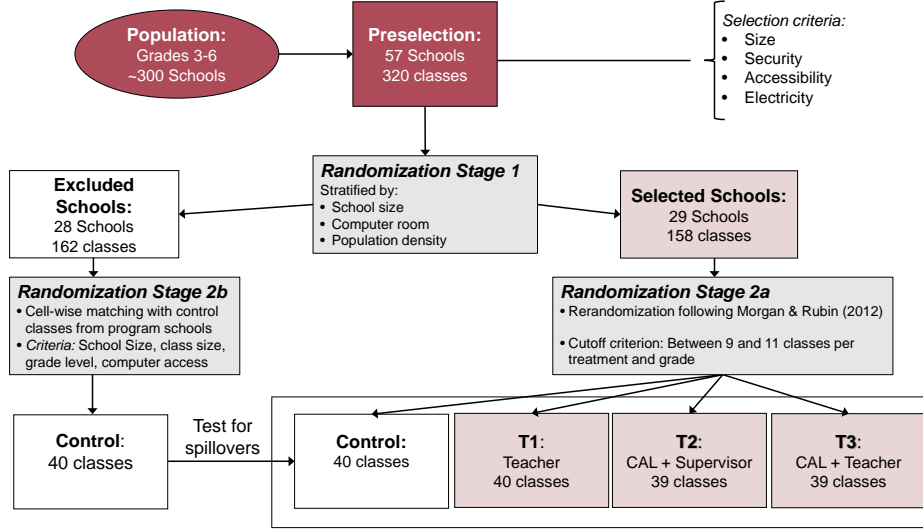 Population:
Grades 3-6
~300 Schools
Preselection:
57 Schools
320 classes
Selection criteria:
• Size
• Security
• Accessibility
• Electricity
Randomization Stage 1
Stratified by:
• School size
• Computer room
• Population density
Excluded
Schools:
28 Schools
162 classes
Selected Schools:
29 Schools
158 classes
Randomization Stage 2b
• Cell-wise matching with control
classes from program schools
• Criteria: School Size, class size,
grade level, computer access
Randomization Stage 2a
• Rerandomization following Morgan & Rubin (2012)
• Cutoff criterion: Between 9 and 11 classes per
treatment and grade
Control:
40 classes
Test for
spillovers
Control:
40 classes
T1:
Teacher
40 classes
T2:
CAL + Supervisor
39 classes
T3:
CAL + Teacher
39 classes